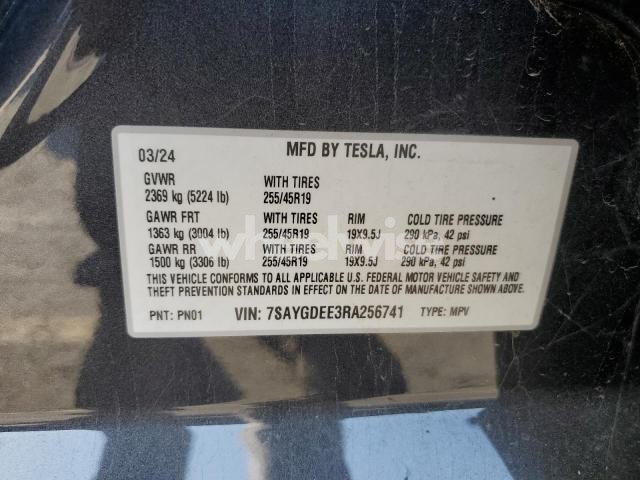 03/24 MFD BY TESLA, INC.
GVWR WITH TIRES
2369 kg (5224 lb) 255/45R19
GAWR FRT WITH TIRES RIM COLD TIRE PRESSURE
1363 kg (3004 lb) 255/45R19 19X9.5J 290 kPa, 42 psi
GAWR RR WITH TIRES RIM COLD TIRE PRESSURE
1500 kg (3306 lb) 255/45R19 19X9.5J 290 kPa, 42 psi
THIS VEHICLE CONFORMS TO ALL APPLICABLE U.S. FEDERAL MOTOR VEHICLE SAFETY AND
THEFT PREVENTION STANDARDS IN EFFECT ON THE DATE OF MANUFACTURE SHOWN ABOVE.
PNT: PN01 VIN: 7SAYGDEE3RA256741 TYPE: MPV